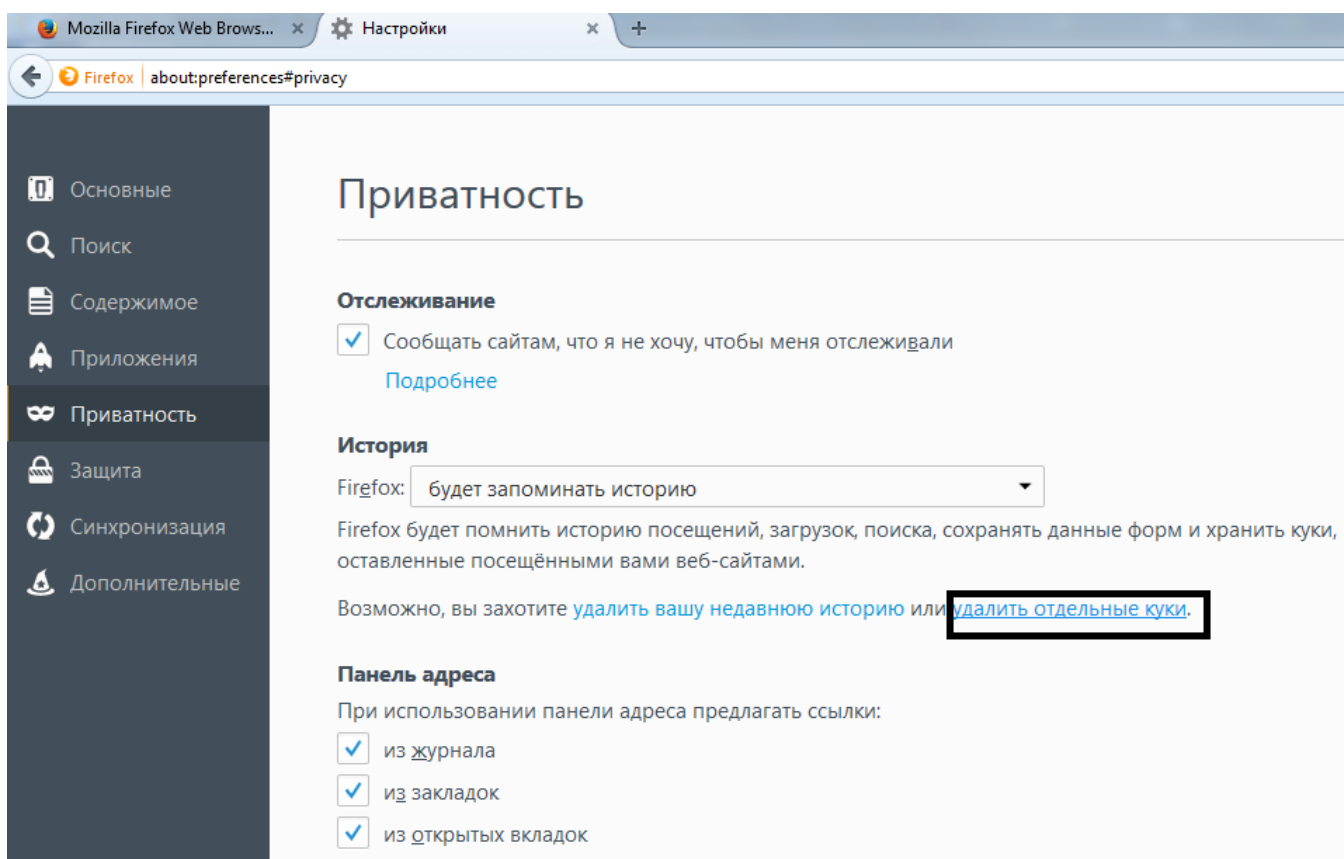 Mozilla Firefox Web Brows...
Настройки
Firefox about:preferences#privacy
Основные
Поиск
Содержимое
Приложения
Приватность
Защита
Синхронизация
Дополнительные
Приватность
Отслеживание
Сообщать сайтам, что я не хочу, чтобы меня отслеживали
Подробнее
История
Firefox: будет запоминать историю
Firefox будет помнить историю посещений, загрузок, поиска, сохранять данные форм и хранить куки,
оставленные посещёнными вами веб-сайтами.
Возможно, вы захотите удалить вашу недавнюю историю или удалить отдельные куки.
Панель адреса
При использовании панели адреса предлагать ссылки:
из журнала
из закладок
из открытых вкладок